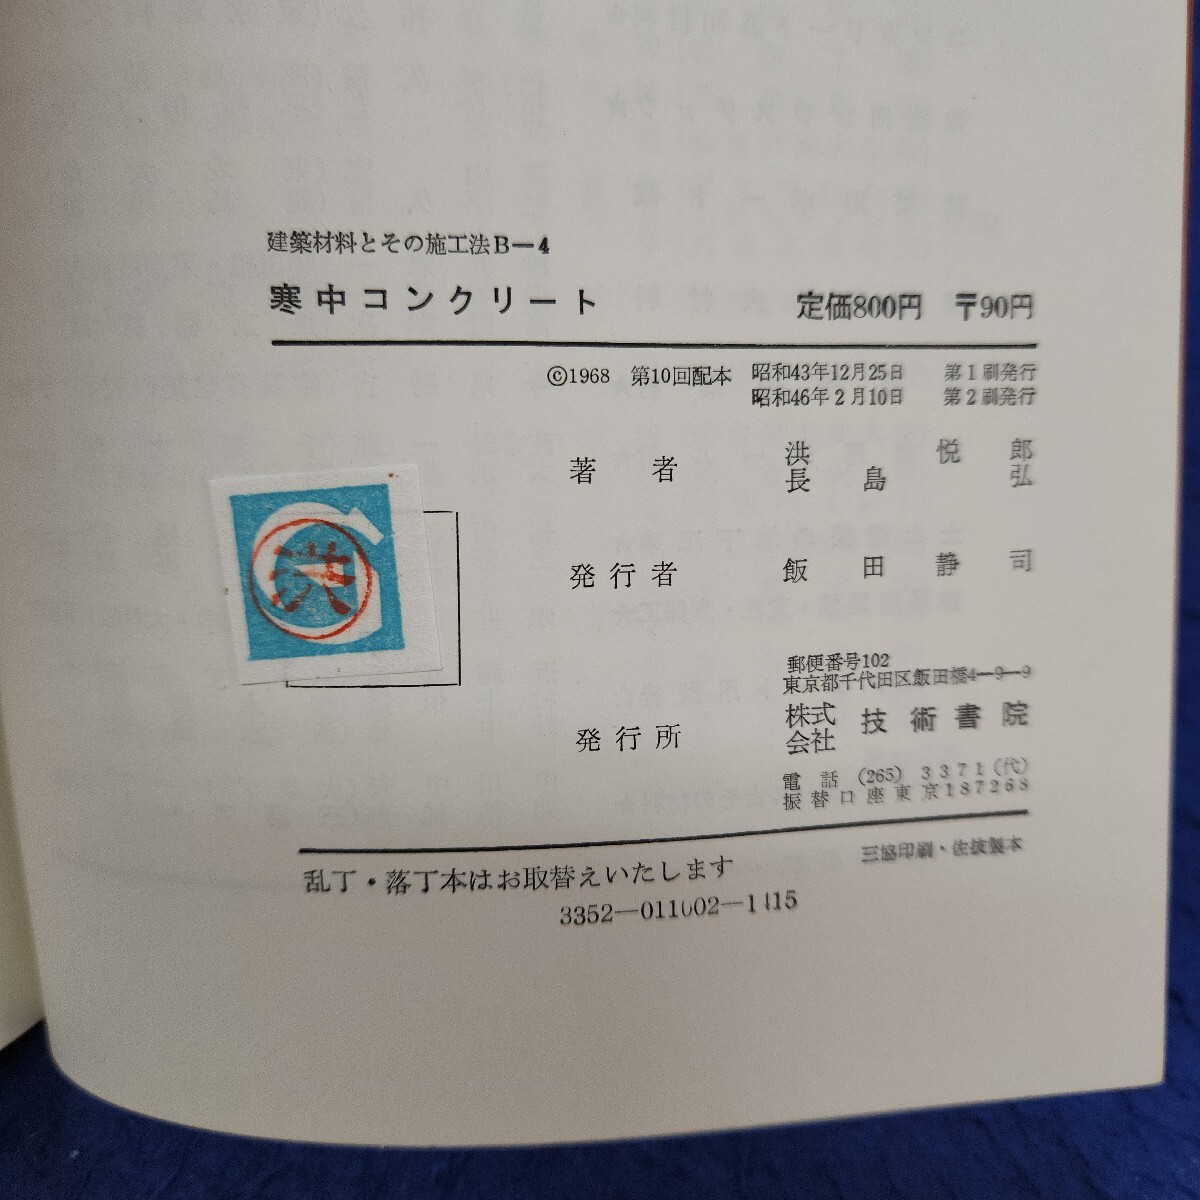 建築材料とその施工法B―4
寒中コンクリート 定価800円 〒90円
©1968 第10回配本 昭和43年12月25日 第1刷発行
昭和46年2月10日 第2刷発行
著者 洪悦郎
長島弘
発行者 飯田静司
洪
郵便番号102
東京都千代田区飯田橋4―9―9
発行所 株式会社 技術書院
電話 (265) 3371(代)
振替口座東京187268
三協印刷・佐波製本
乱丁・落丁本はお取替えいたします
3352―011002―1415